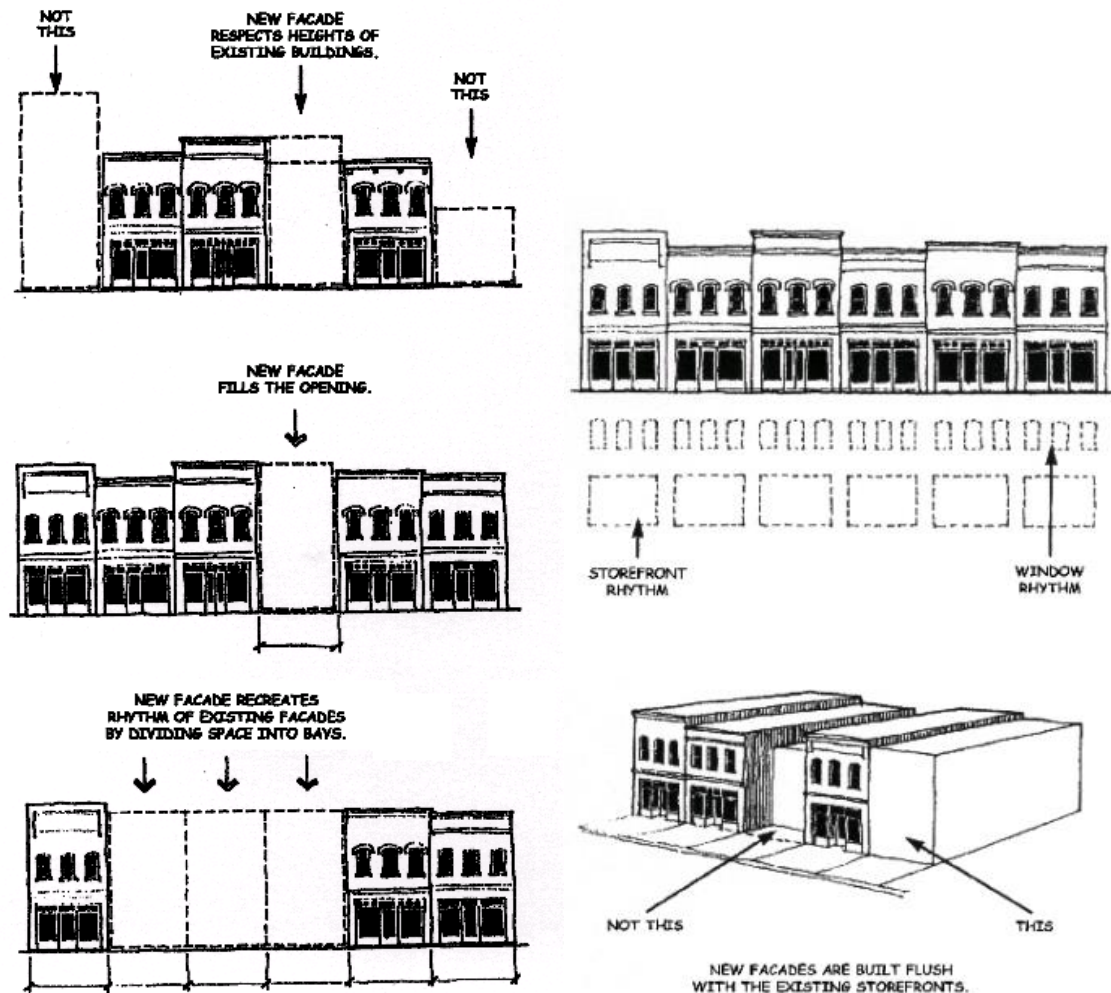 NOT
THIS
NEW FACADE
RESPECTS HEIGHTS OF
EXISTING BUILDINGS.
NOT
THIS
NEW FACADE
FILLS THE OPENING.
NEW FACADE RECREATES
RHYTHM OF EXISTING FACADES
BY DIVIDING SPACE INTO BAYS.
STOREFRONT
RHYTHM
WINDOW
RHYTHM
NOT THIS
THIS
NEW FACADES ARE BUILT FLUSH
WITH THE EXISTING STOREFRONTS.